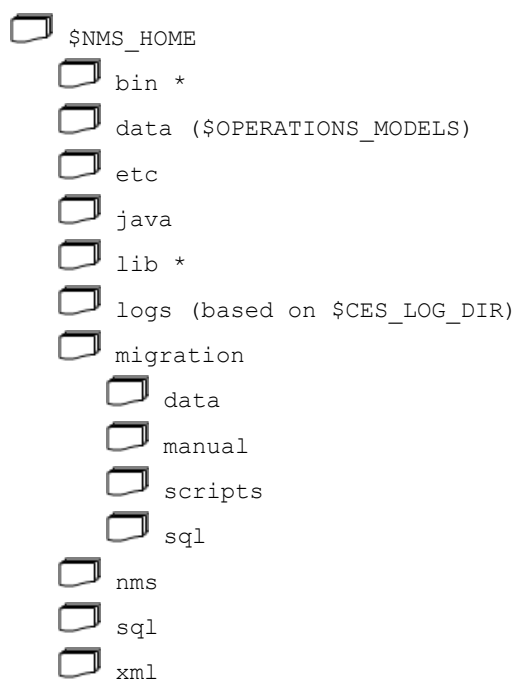 $NMS_HOME
bin *
data ($OPERATIONS_MODELS)
etc
java
lib *
logs (based on $CES_LOG_DIR)
migration
data
manual
scripts
sql
nms
sql
xml